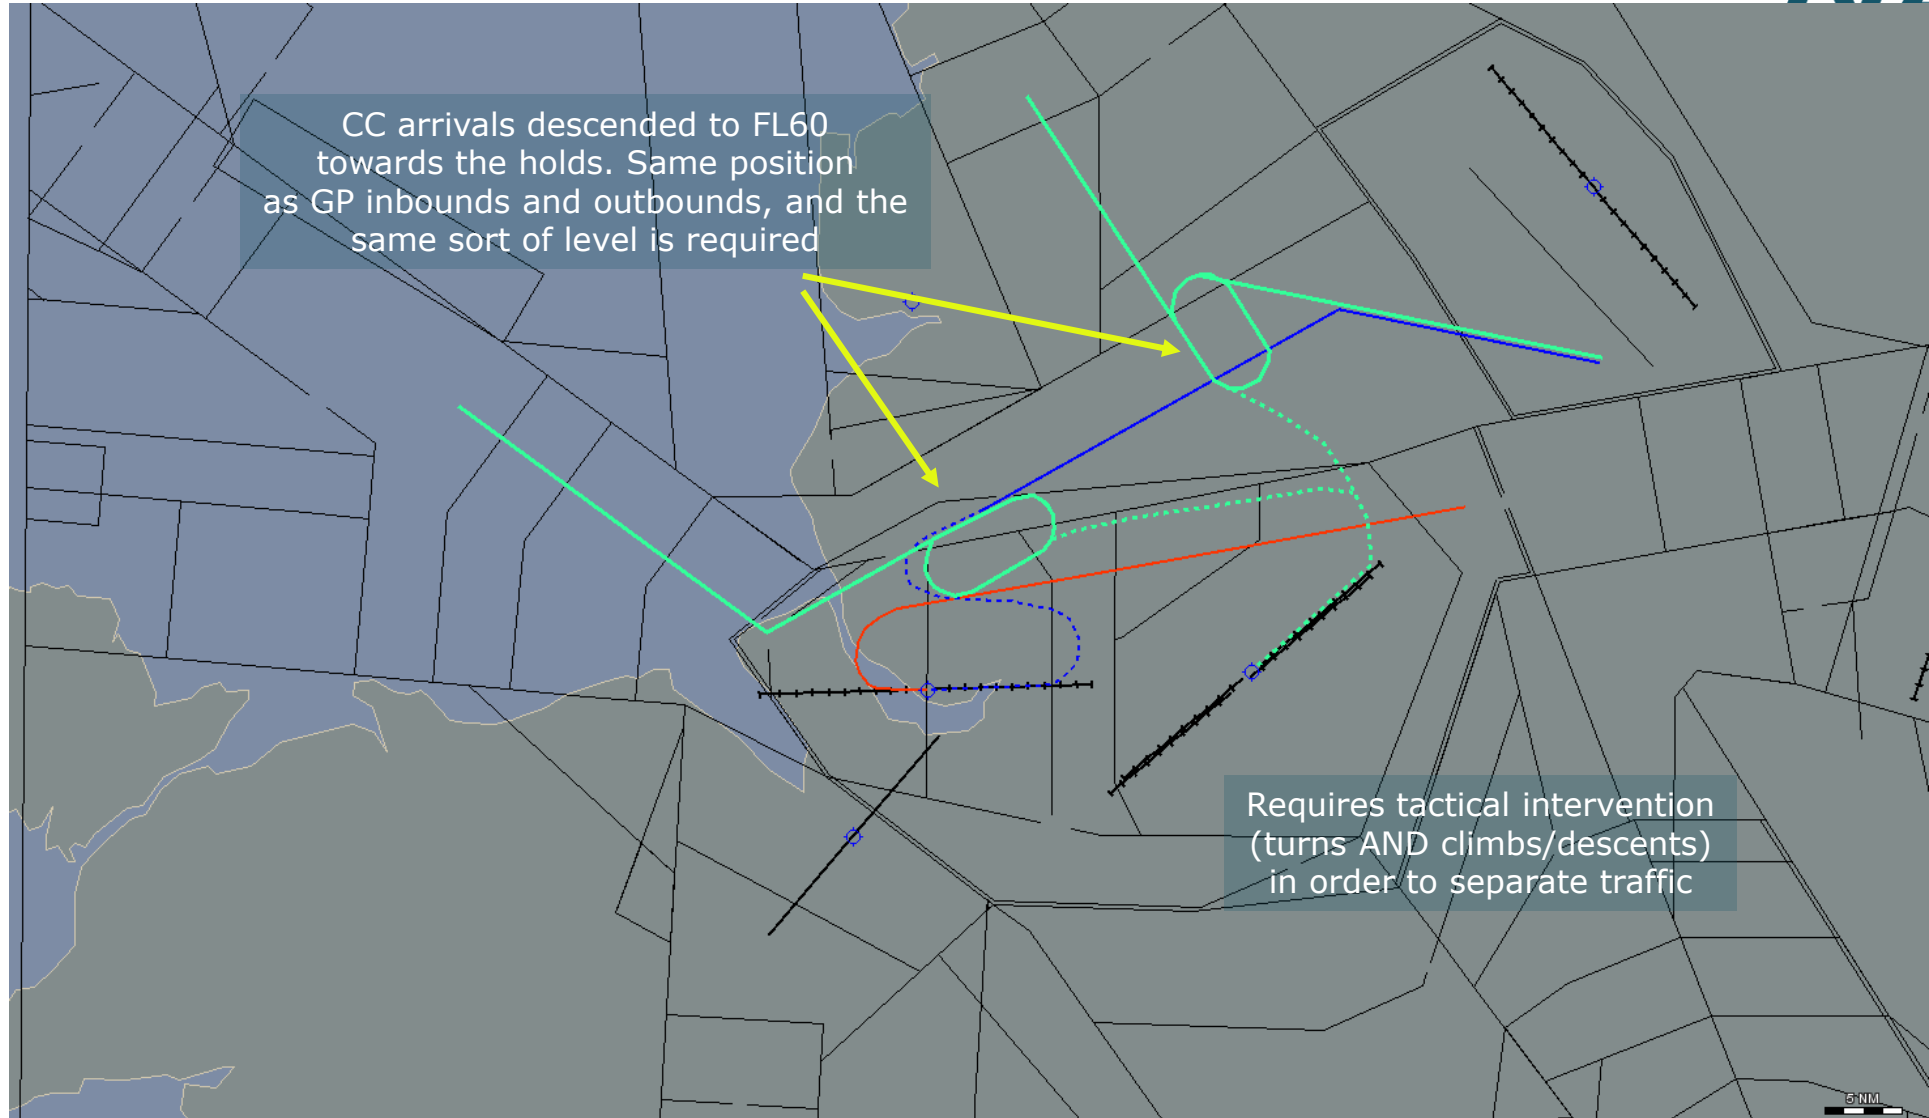 CC arrivals descended to FL60
towards the holds. Same position
as GP inbounds and outbounds, and the
same sort of level is required
Requires tactical intervention
(turns AND climbs/descents)
in order to separate traffic
5 NM